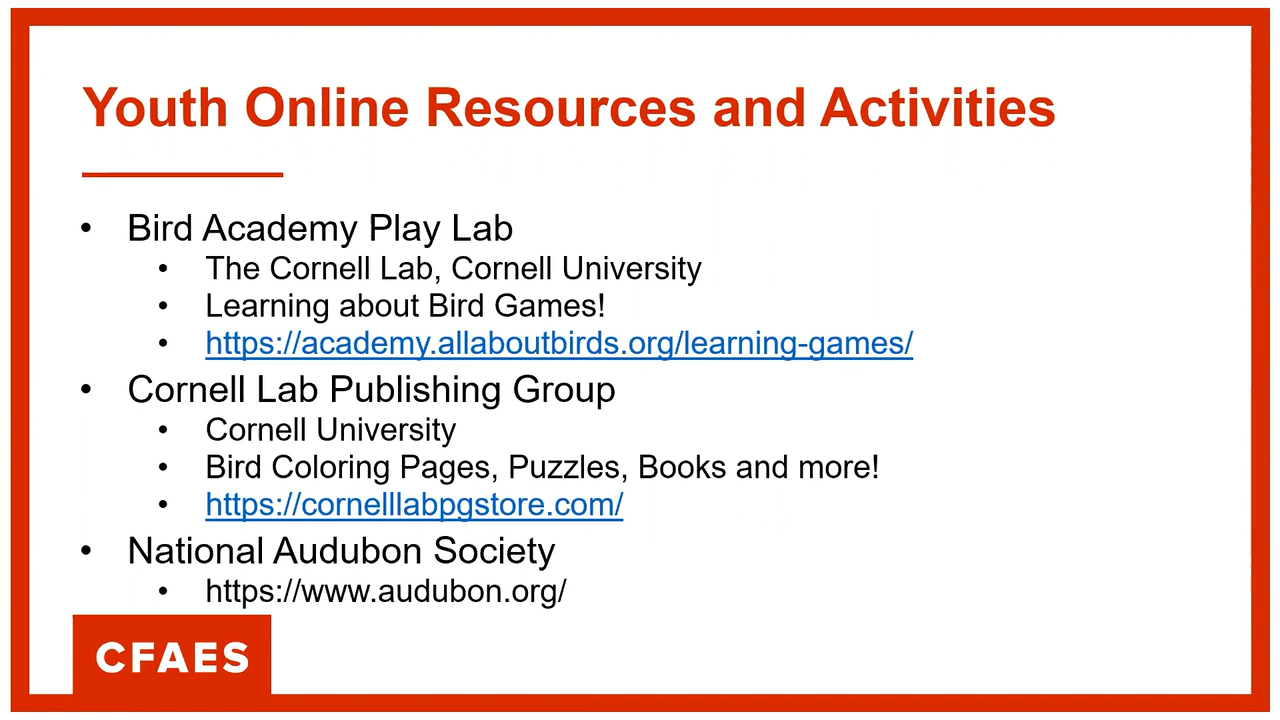 Youth Online Resources and Activities
• Bird Academy Play Lab
• The Cornell Lab, Cornell University
• Learning about Bird Games!
• https://academy.allaboutbirds.org/learning-games/
• Cornell Lab Publishing Group
• Cornell University
• Bird Coloring Pages, Puzzles, Books and more!
• https://cornelllabpgstore.com/
• National Audubon Society
• https://www.audubon.org/
CFAES